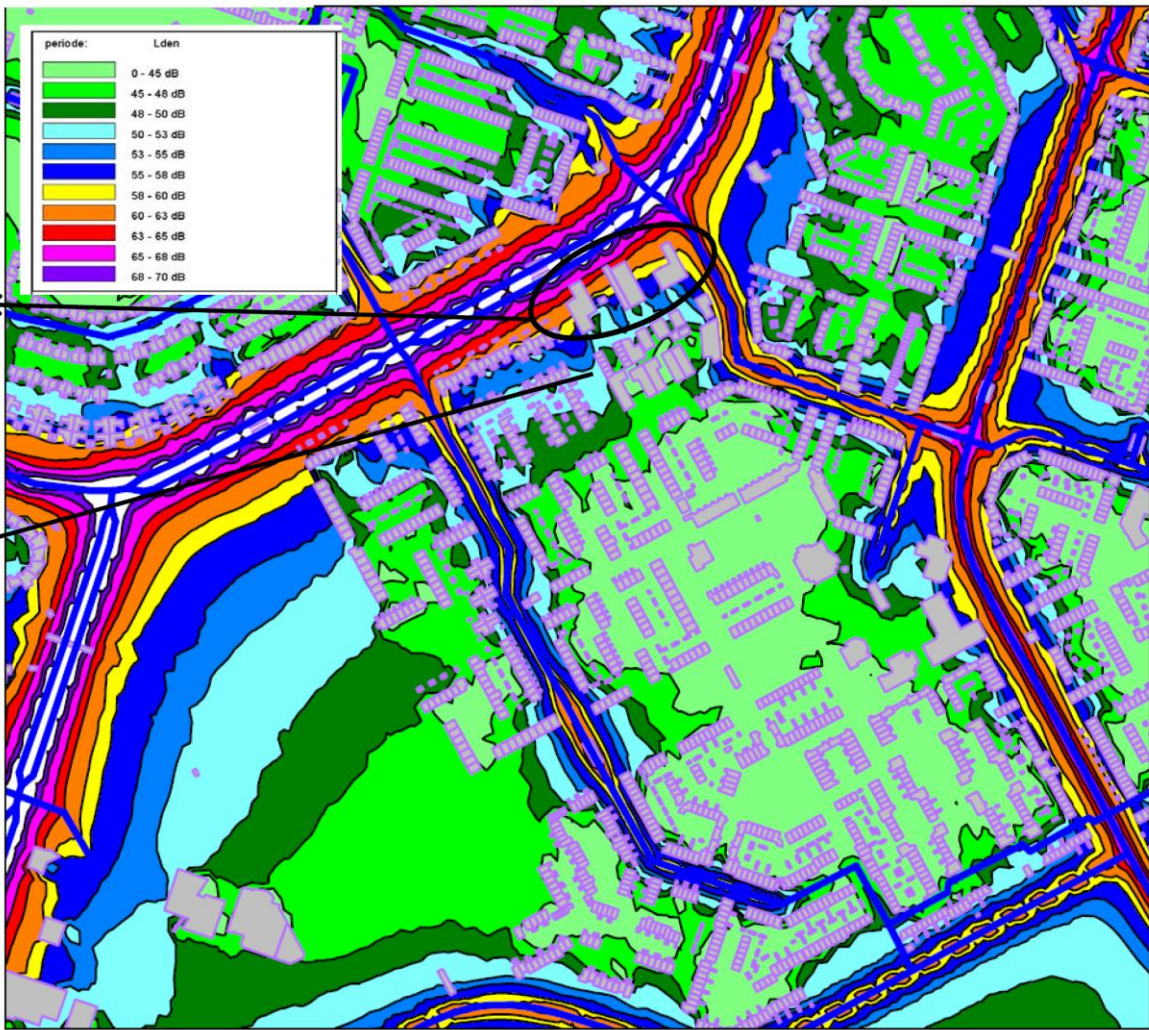 periode: Lden
0 - 45 dB
45 - 48 dB
48 - 50 dB
50 - 53 dB
53 - 55 dB
55 - 58 dB
58 - 60 dB
60 - 63 dB
63 - 65 dB
65 - 68 dB
68 - 70 dB